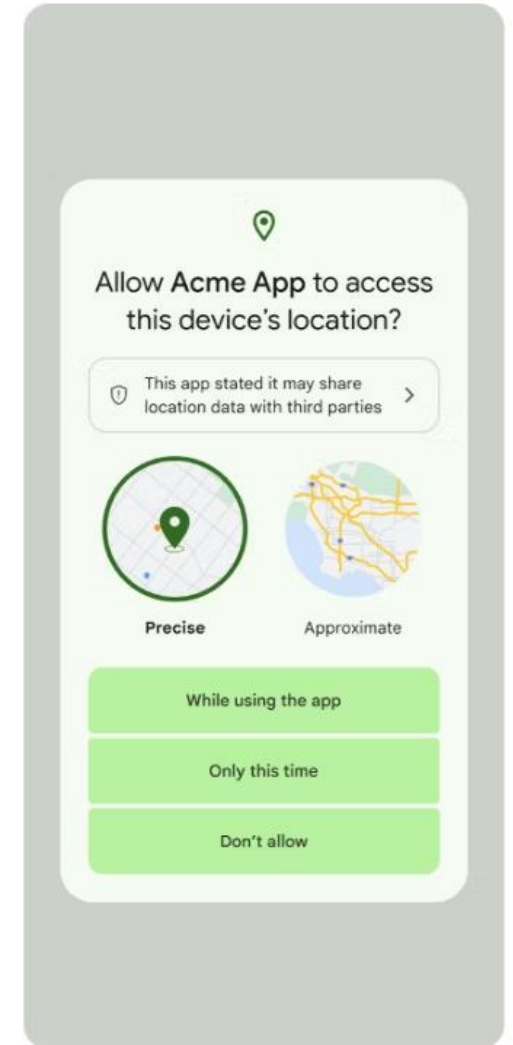 Allow Acme App to access
this device's location?
This app stated it may share
location data with third parties
Precise
Approximate
While using the app
Only this time
Don't allow